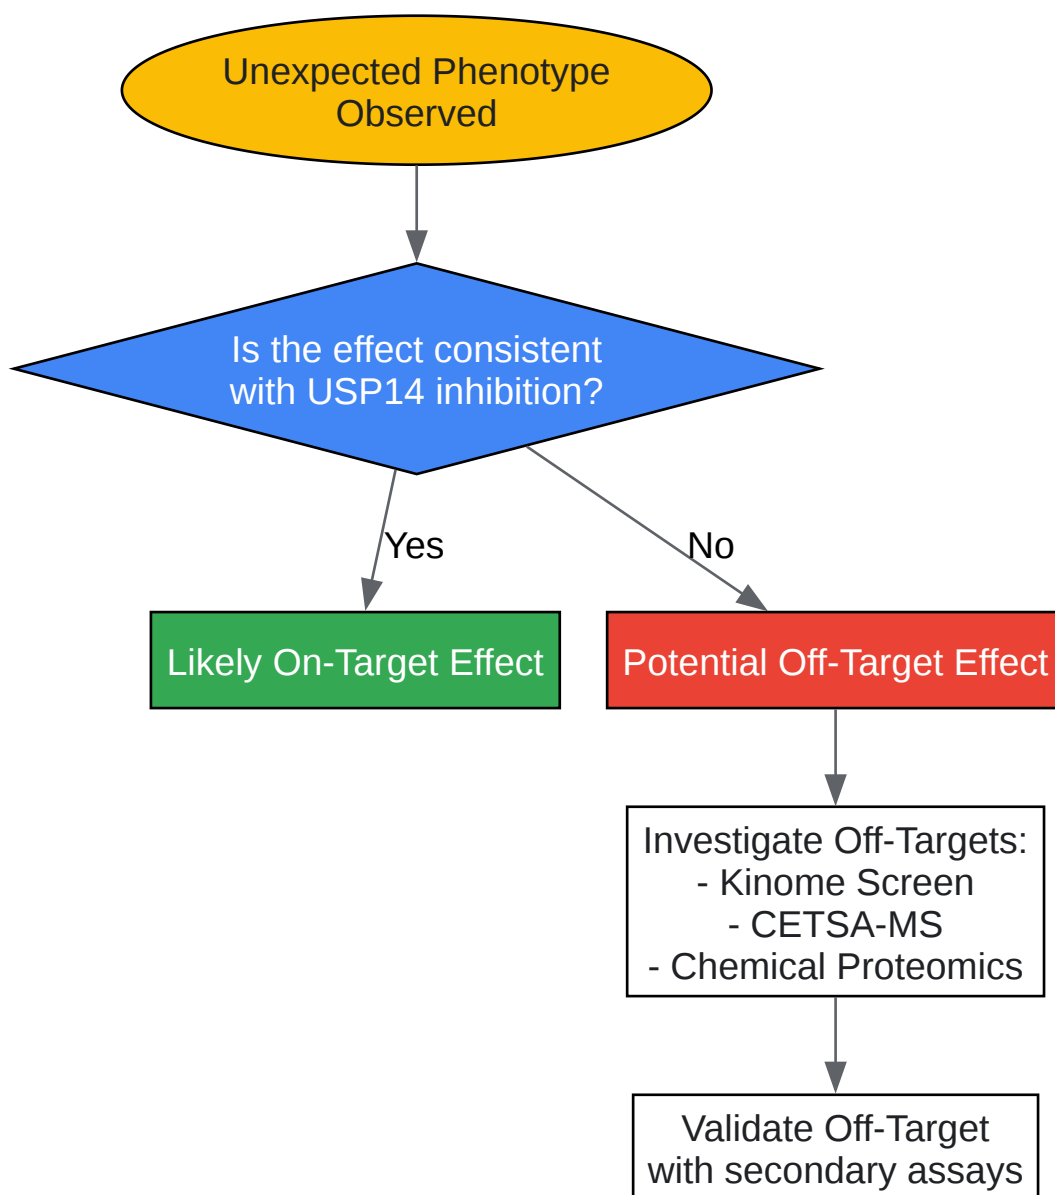 Unexpected Phenotype
Observed
Is the effect consistent
with USP14 inhibition?
Yes
No
Likely On-Target Effect
Potential Off-Target Effect
Investigate Off-Targets:
- Kinome Screen
- CETSA-MS
- Chemical Proteomics
Validate Off-Target
with secondary assays